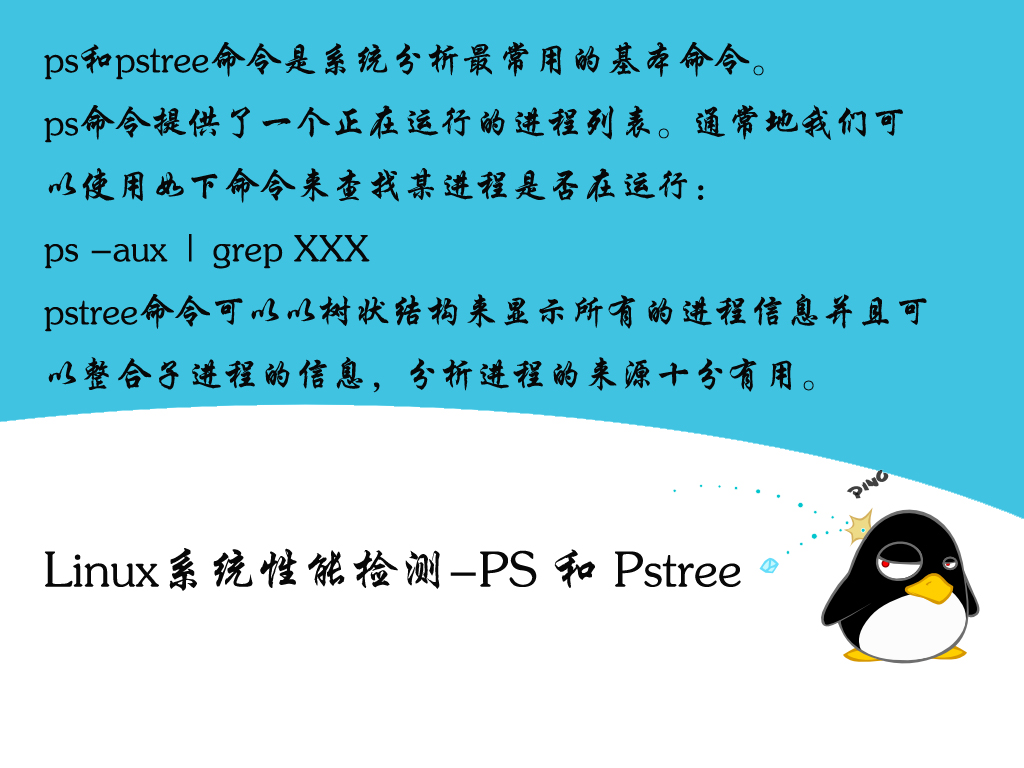 ps和pstree命令是系统分析最常用的基本命令。
ps命令提供了一个正在运行的进程列表。通常地我们可
以使用如下命令来查找某进程是否在运行：
ps –aux | grep XXX
pstree命令可以以树状结构来显示所有的进程信息并且可
以整合子进程的信息，分析进程的来源十分有用。
PING
Linux系统性能检测–PS 和 Pstree